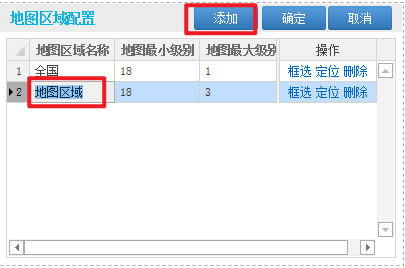 地图区域配置 添加 确定 取消
地图区域名称 地图最小级别 地图最大级别 操作
1 全国 18 1 框选 定位 删除
2 地图区域 18 3 框选 定位 删除